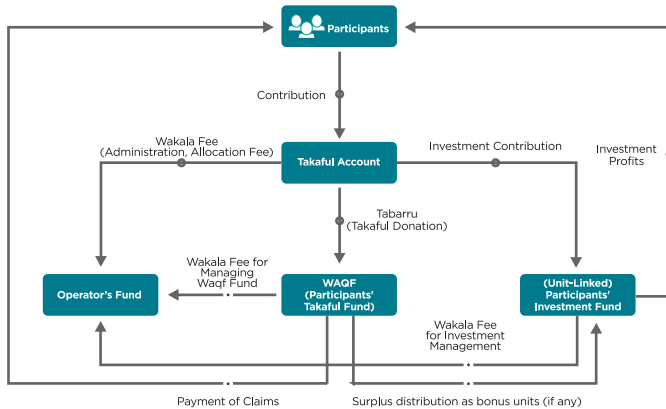 Participants
Contribution
Wakala Fee
(Administration, Allocation Fee)
Takaful Account
Investment Contribution
Investment
Profits
Tabarru
(Takaful Donation)
Wakala Fee for
Managing
Waqf Fund
Operator's Fund
WAQF
(Participants'
Takaful Fund)
(Unit-Linked)
Participants'
Investment Fund
Wakala Fee
for Investment
Management
Payment of Claims
Surplus distribution as bonus units (if any)